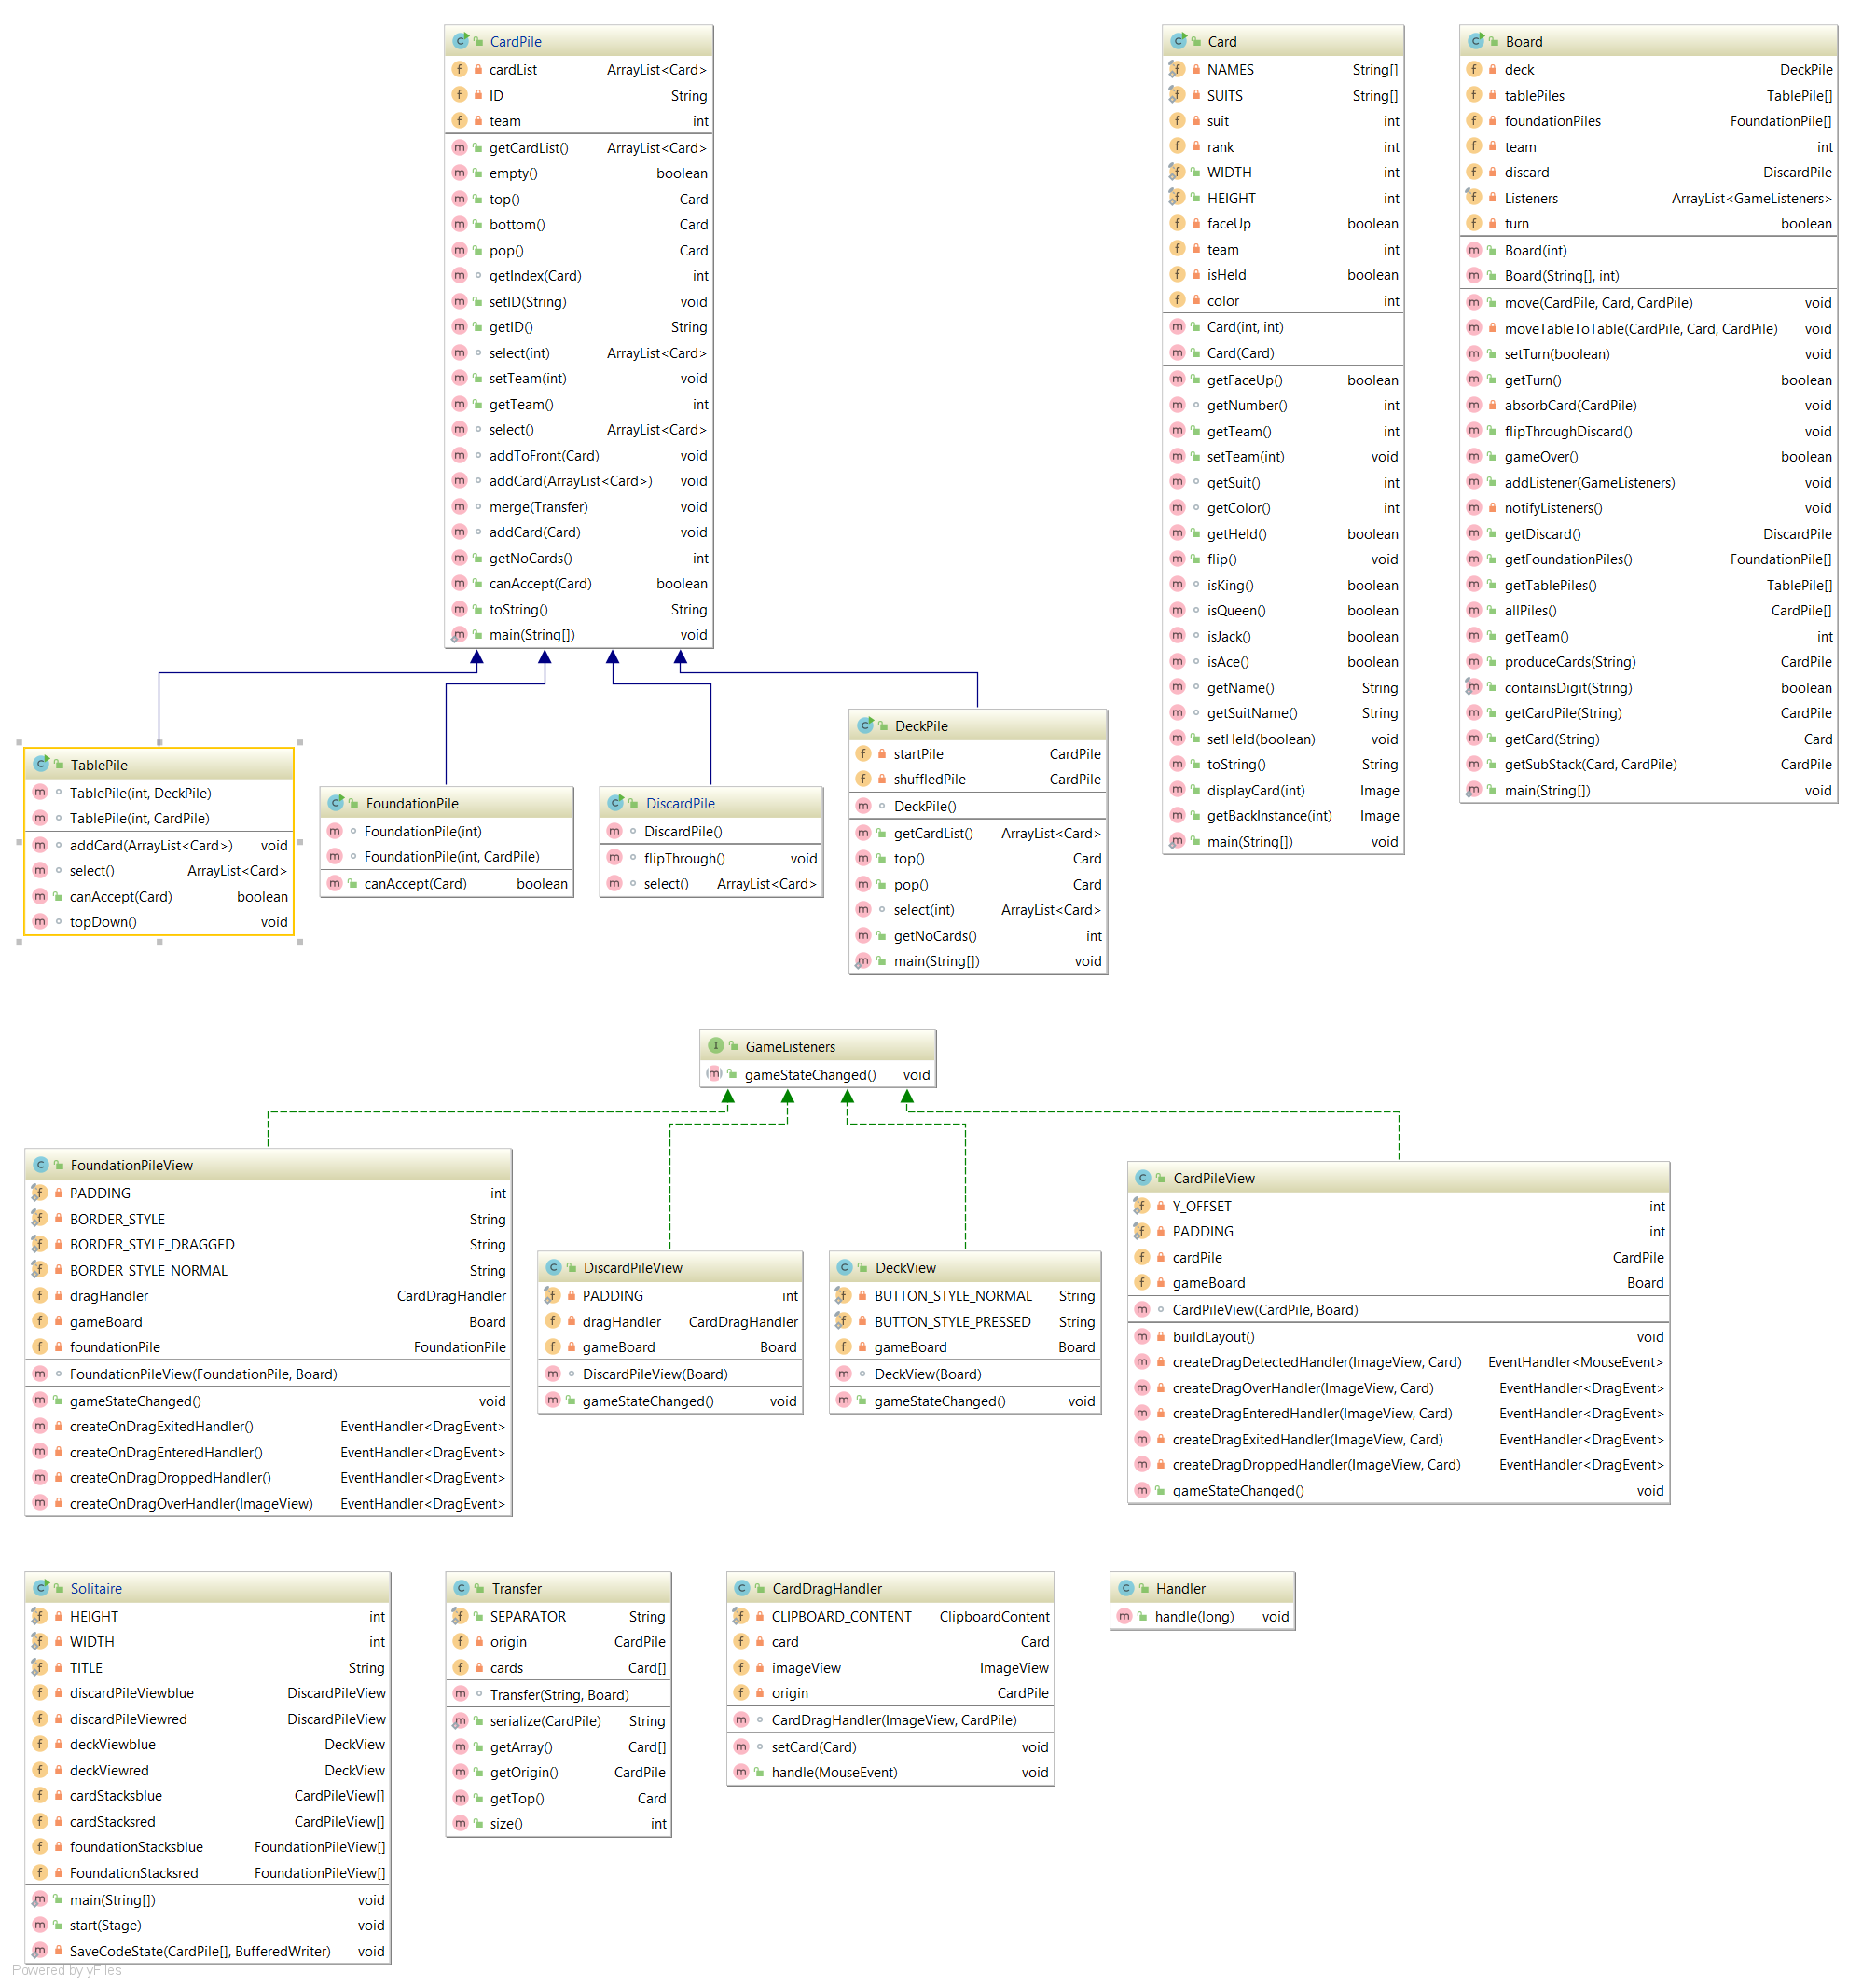 CardPile
cardList ArrayList<Card>
ID String
team int
getCardList() ArrayList<Card>
empty() boolean
top() Card
bottom() Card
pop() Card
getIndex(Card) int
setID(String) void
getID() String
select(int) ArrayList<Card>
setTeam(int) void
getTeam() int
select() ArrayList<Card>
addToFront(Card) void
addCard(ArrayList<Card>) void
merge(Transfer) void
addCard(Card) void
getNoCards() int
canAccept(Card) boolean
toString() String
main(String[]) void
Card
NAMES String[]
SUITS String[]
suit int
rank int
WIDTH int
HEIGHT int
faceUp boolean
team int
isHeld boolean
color int
Card(int, int)
Card(Card)
getFaceUp() boolean
getNumber() int
getTeam() int
setTeam(int) void
getSuit() int
getColor() int
getHeld() boolean
flip() void
isKing() boolean
isQueen() boolean
isJack() boolean
isAce() boolean
getName() String
getSuitName() String
setHeld(boolean) void
toString() String
displayCard(int) Image
getBackInstance(int) Image
main(String[]) void
Board
deck DeckPile
tablePiles TablePile[]
foundationPiles FoundationPile[]
team int
discard DiscardPile
Listeners ArrayList<GameListeners>
turn boolean
Board(int)
Board(String[], int)
move(CardPile, Card, CardPile) void
moveTableToTable(CardPile, Card, CardPile) void
setTurn(boolean) void
getTurn() boolean
absorbCard(CardPile) void
flipThroughDiscard() void
gameOver() boolean
addListener(GameListeners) void
notifyListeners() void
getDiscard() DiscardPile
getFoundationPiles() FoundationPile[]
getTablePiles() TablePile[]
allPiles() CardPile[]
getTeam() int
produceCards(String) CardPile
containsDigit(String) boolean
getCardPile(String) CardPile
getCard(String) Card
getSubStack(Card, CardPile) CardPile
main(String[]) void
TablePile
TablePile(int, DeckPile)
TablePile(int, CardPile)
addCard(ArrayList<Card>) void
select() ArrayList<Card>
canAccept(Card) boolean
topDown() void
FoundationPile
FoundationPile(int)
FoundationPile(int, CardPile)
canAccept(Card) boolean
DiscardPile
DiscardPile()
flipThrough() void
select() ArrayList<Card>
DeckPile
startPile CardPile
shuffledPile CardPile
DeckPile()
getCardList() ArrayList<Card>
top() Card
pop() Card
select(int) ArrayList<Card>
getNoCards() int
main(String[]) void
GameListeners
gameStateChanged() void
FoundationPileView
PADDING int
BORDER_STYLE String
BORDER_STYLE_DRAGGED String
BORDER_STYLE_NORMAL String
dragHandler CardDragHandler
gameBoard Board
foundationPile FoundationPile
FoundationPileView(FoundationPile, Board)
gameStateChanged() void
createOnDragExitedHandler() EventHandler<DragEvent>
createOnDragEnteredHandler() EventHandler<DragEvent>
createOnDragDroppedHandler() EventHandler<DragEvent>
createOnDragOverHandler(ImageView) EventHandler<DragEvent>
DiscardPileView
PADDING int
dragHandler CardDragHandler
gameBoard Board
DiscardPileView(Board)
gameStateChanged() void
DeckView
BUTTON_STYLE_NORMAL String
BUTTON_STYLE_PRESSED String
gameBoard Board
DeckView(Board)
gameStateChanged() void
CardPileView
Y_OFFSET int
PADDING int
cardPile CardPile
gameBoard Board
CardPileView(CardPile, Board)
buildLayout() void
createDragDetectedHandler(ImageView, Card) EventHandler<MouseEvent>
createDragOverHandler(ImageView, Card) EventHandler<DragEvent>
createDragEnteredHandler(ImageView, Card) EventHandler<DragEvent>
createDragExitedHandler(ImageView, Card) EventHandler<DragEvent>
createDragDroppedHandler(ImageView, Card) EventHandler<DragEvent>
gameStateChanged() void
Solitaire
HEIGHT int
WIDTH int
TITLE String
discardPileViewblue DiscardPileView
discardPileViewred DiscardPileView
deckViewblue DeckView
deckViewred DeckView
cardStacksblue CardPileView[]
cardStacksred CardPileView[]
foundationStacksblue FoundationPileView[]
FoundationStacksred FoundationPileView[]
main(String[]) void
start(Stage) void
SaveCodeState(CardPile[], BufferedWriter) void
Transfer
SEPARATOR String
origin CardPile
cards Card[]
Transfer(String, Board)
serialize(CardPile) String
getArray() Card[]
getOrigin() CardPile
getTop() Card
size() int
CardDragHandler
CLIPBOARD_CONTENT ClipboardContent
card Card
imageView ImageView
origin CardPile
CardDragHandler(ImageView, CardPile)
setCard(Card) void
handle(MouseEvent) void
Handler
handle(long) void
Powered by yFiles